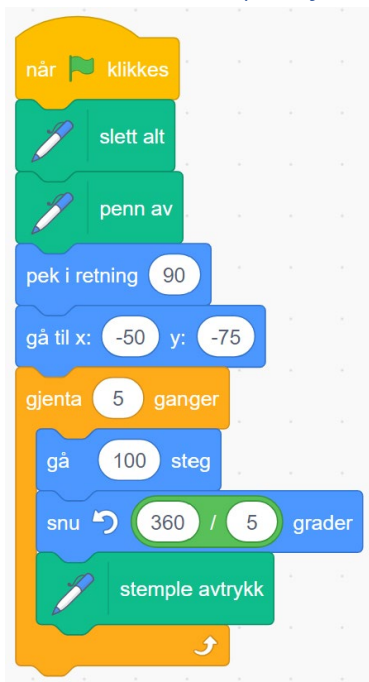 når klikkes
slett alt
penn av
pek i retning 90
gå til x: -50 y: -75
gjenta 5 ganger
gå 100 steg
snu 360 / 5 grader
stemple avtrykk